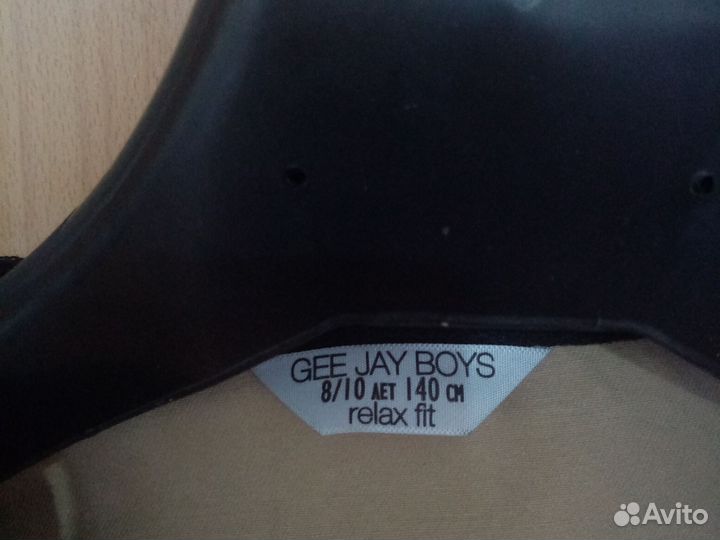 GEE JAY BOYS
8/10 ЛЕТ 140 СМ
relax fit
Avito